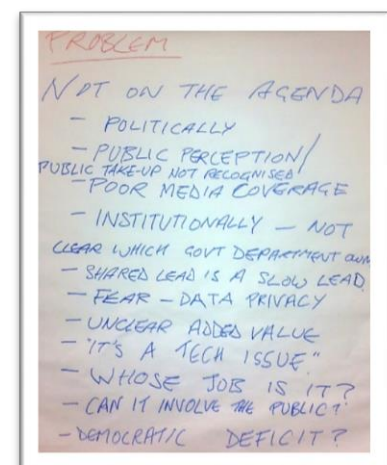 PROBLEM
NOT ON THE AGENDA
- POLITICALLY
- PUBLIC PERCEPTION/
PUBLIC TAKE-UP NOT RECOGNISED
- POOR MEDIA COVERAGE
- INSTITUTIONALLY - NOT
CLEAR WHICH GOVT DEPARTMENT OWN
- SHARED LEAD IS A SLOW LEAD
- FEAR - DATA PRIVACY
- UNCLEAR ADDED VALUE
- "IT'S A TECH ISSUE"
- WHOSE JOB IS IT?
- CAN IT INVOLVE THE PUBLIC?
- DEMOCRATIC DEFICIT?